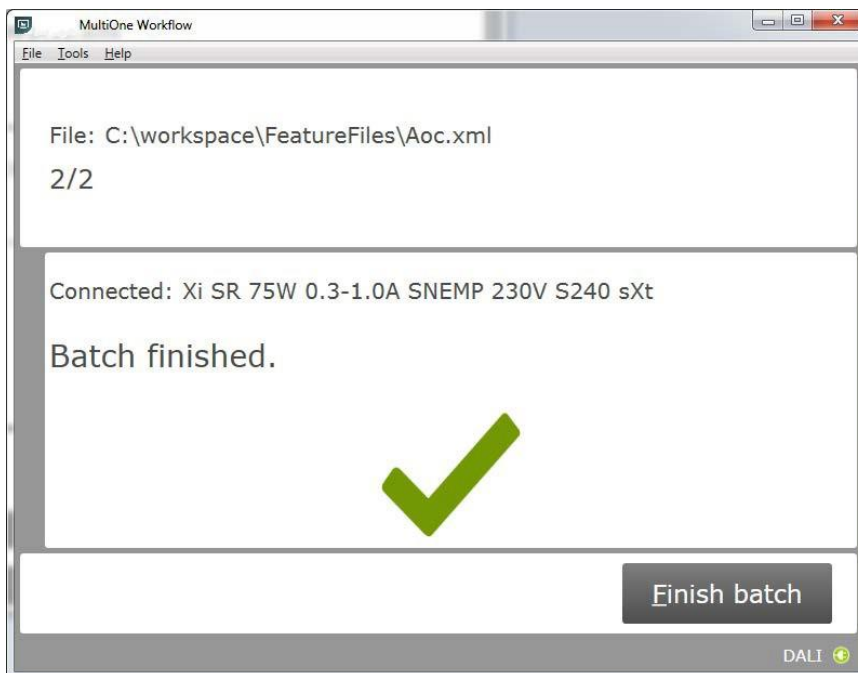 MultiOne Workflow
File Tools Help
File: C:\workspace\FeatureFiles\Aoc.xml
2/2
Connected: Xi SR 75W 0.3-1.0A SNEMP 230V S240 sXt
Batch finished.
Finish batch
DALI